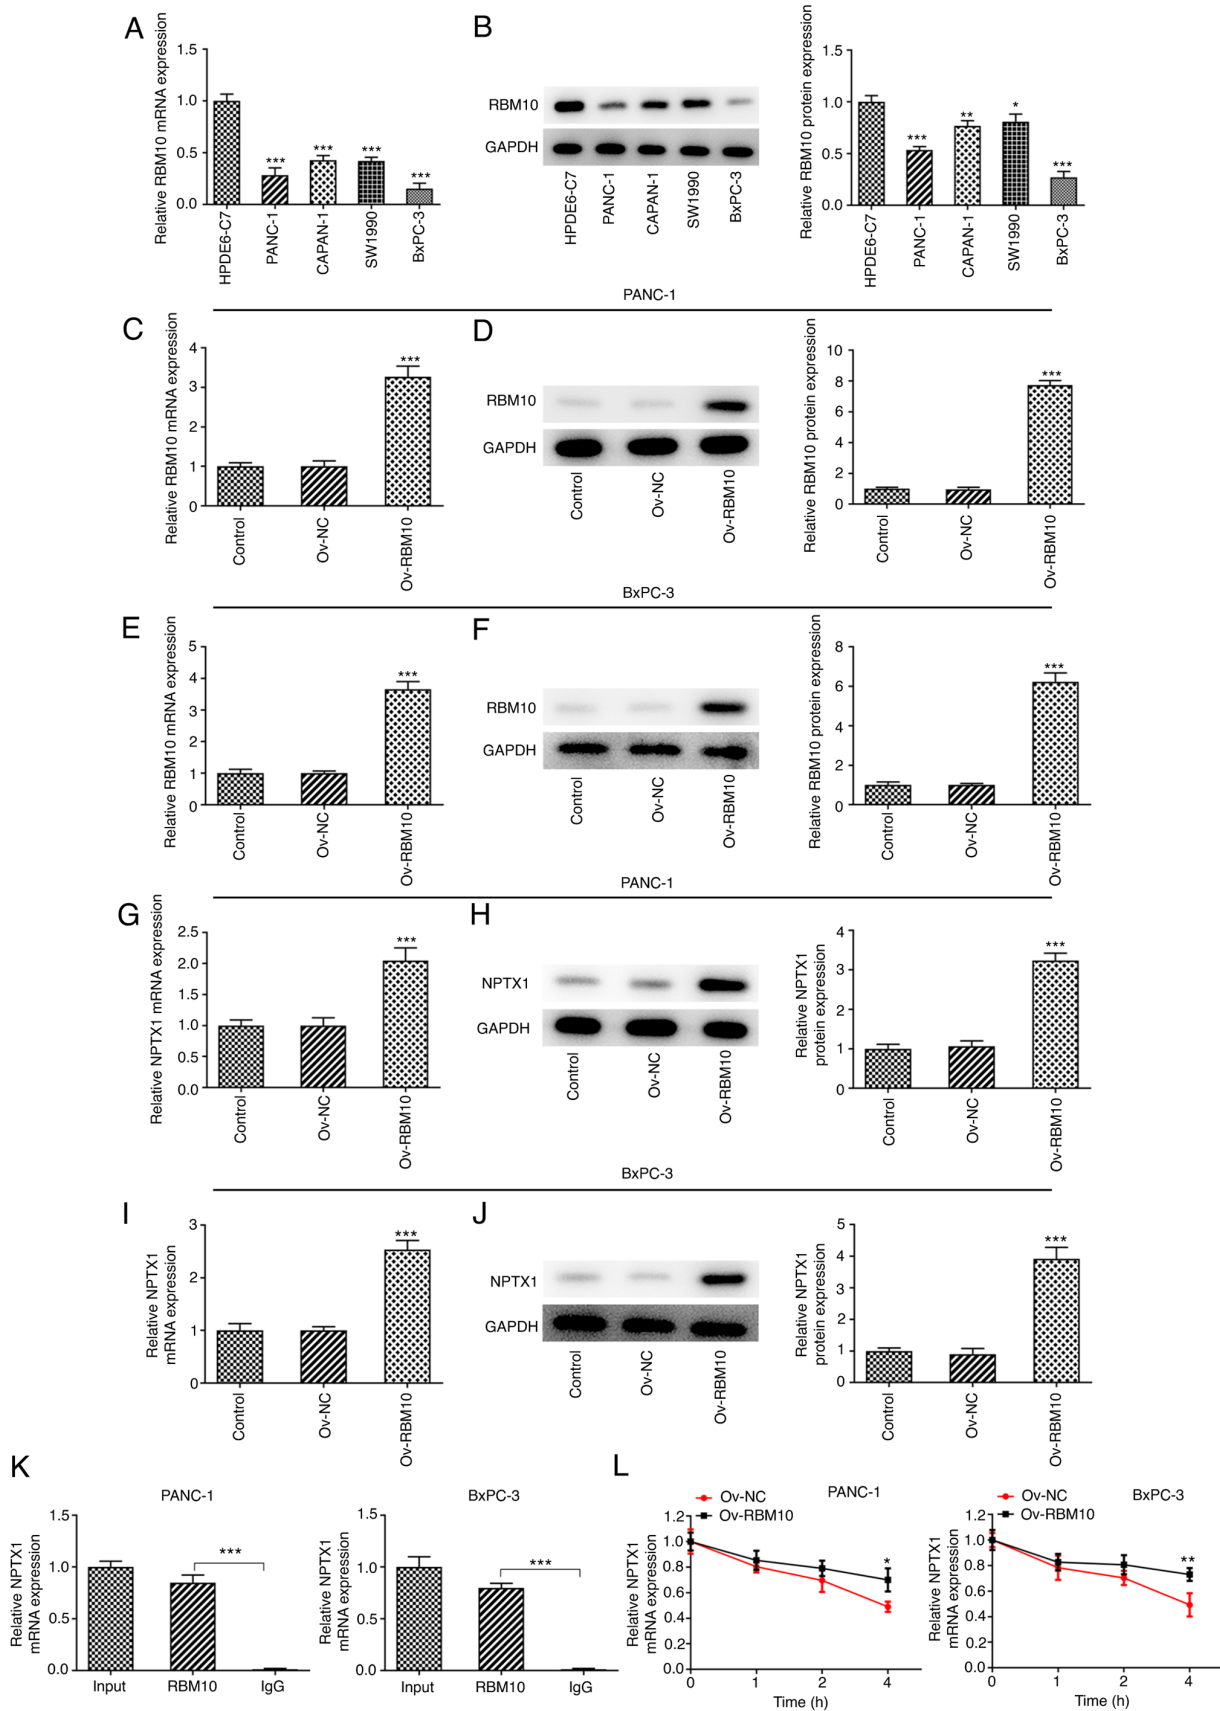 A
Relative RBM10 mRNA expression
1.5
1.0
0.5
0.0
***
***
***
***
HPDE6-C7
PANC-1
CAPAN-1
SW1990
BxPC-3
B
RBM10
GAPDH
HPDE6-C7
PANC-1
CAPAN-1
SW1990
BxPC-3
Relative RBM10 protein expression
1.5
1.0
0.5
0.0
***
**
*
***
HPDE6-C7
PANC-1
CAPAN-1
SW1990
BxPC-3
PANC-1
C
Relative RBM10 mRNA expression
4
3
2
1
0
***
Control
Ov-NC
Ov-RBM10
D
RBM10
GAPDH
Control
Ov-NC
Ov-RBM10
Relative RBM10 protein expression
10
8
6
4
2
0
***
Control
Ov-NC
Ov-RBM10
BxPC-3
E
Relative RBM10 mRNA expression
5
4
3
2
1
0
***
Control
Ov-NC
Ov-RBM10
F
RBM10
GAPDH
Control
Ov-NC
Ov-RBM10
Relative RBM10 protein expression
8
6
4
2
0
***
Control
Ov-NC
Ov-RBM10
PANC-1
G
Relative NPTX1 mRNA expression
2.5
2.0
1.5
1.0
0.5
0.0
***
Control
Ov-NC
Ov-RBM10
H
NPTX1
GAPDH
Control
Ov-NC
Ov-RBM10
Relative NPTX1
protein expression
4
3
2
1
0
***
Control
Ov-NC
Ov-RBM10
BxPC-3
I
Relative NPTX1
mRNA expression
3
2
1
0
***
Control
Ov-NC
Ov-RBM10
J
NPTX1
GAPDH
Control
Ov-NC
Ov-RBM10
Relative NPTX1
protein expression
5
4
3
2
1
0
***
Control
Ov-NC
Ov-RBM10
K
PANC-1
Relative NPTX1
mRNA expression
1.5
1.0
0.5
0.0
***
Input
RBM10
IgG
BxPC-3
Relative NPTX1
mRNA expression
1.5
1.0
0.5
0.0
***
Input
RBM10
IgG
L
Ov-NC
Ov-RBM10
PANC-1
Relative NPTX1
mRNA expression
1.2
1.0
0.8
0.6
0.4
0.2
0.0
*
0
1
2
4
Time (h)
Ov-NC
Ov-RBM10
BxPC-3
Relative NPTX1
mRNA expression
1.2
1.0
0.8
0.6
0.4
0.2
0.0
**
0
1
2
4
Time (h)